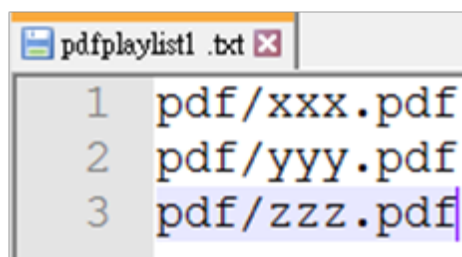 pdfplaylist1 .txt
1 pdf/xxx.pdf
2 pdf/yyy.pdf
3 pdf/zzz.pdf